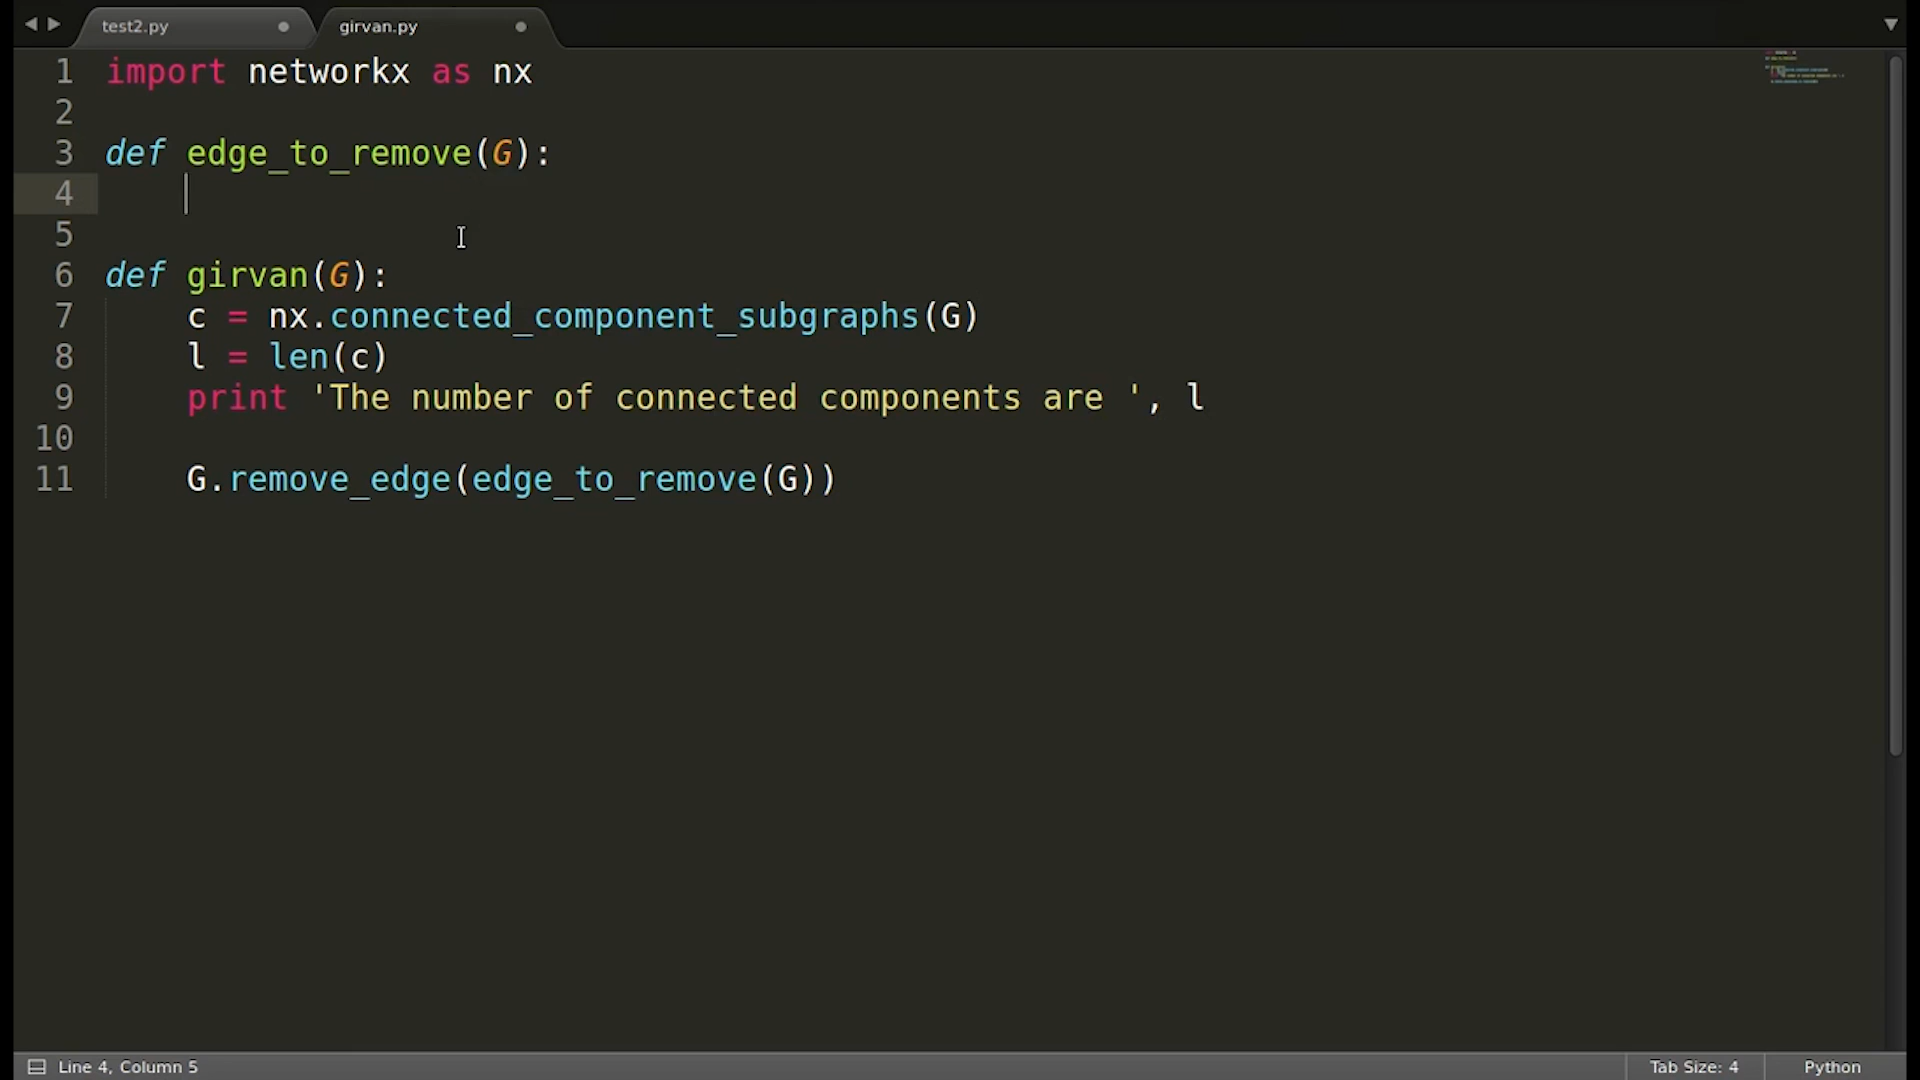 test2.py girvan.py
1 import networkx as nx
2
3 def edge_to_remove(G):
4
5
6 def girvan(G):
7     c = nx.connected_component_subgraphs(G)
8     l = len(c)
9     print 'The number of connected components are ', l
10
11     G.remove_edge(edge_to_remove(G))
Line 4, Column 5 Tab Size: 4 Python